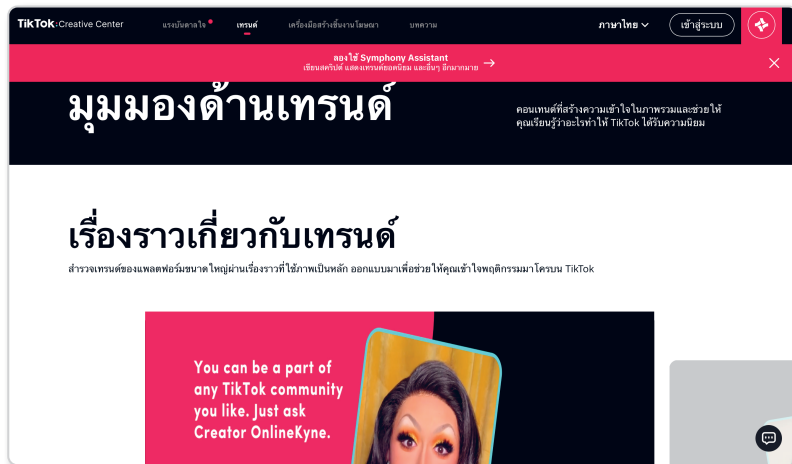 TikTok: Creative Center
แรงบันดาลใจ
เทรนด์
เครื่องมือสร้างชิ้นงานโฆษณา
บทความ
ภาษาไทย
เข้าสู่ระบบ
ลองใช้ Symphony Assistant
เขียนสคริปต์ แสดงเทรนด์ยอดนิยม และอื่นๆ อีกมากมาย
มุมมองด้านเทรนด์
คอนเทนต์ที่สร้างความเข้าใจในภาพรวมและช่วยให้
คุณเรียนรู้ว่าอะไรทำให้ TikTok ได้รับความนิยม
เรื่องราวเกี่ยวกับเทรนด์
สำรวจเทรนด์ของแพลตฟอร์มขนาดใหญ่ผ่านเรื่องราวที่ใช้ภาพเป็นหลัก ออกแบบมาเพื่อช่วยให้คุณเข้าใจพฤติกรรมมาโครบน TikTok
You can be a part of
any TikTok community
you like. Just ask
Creator OnlineKyne.